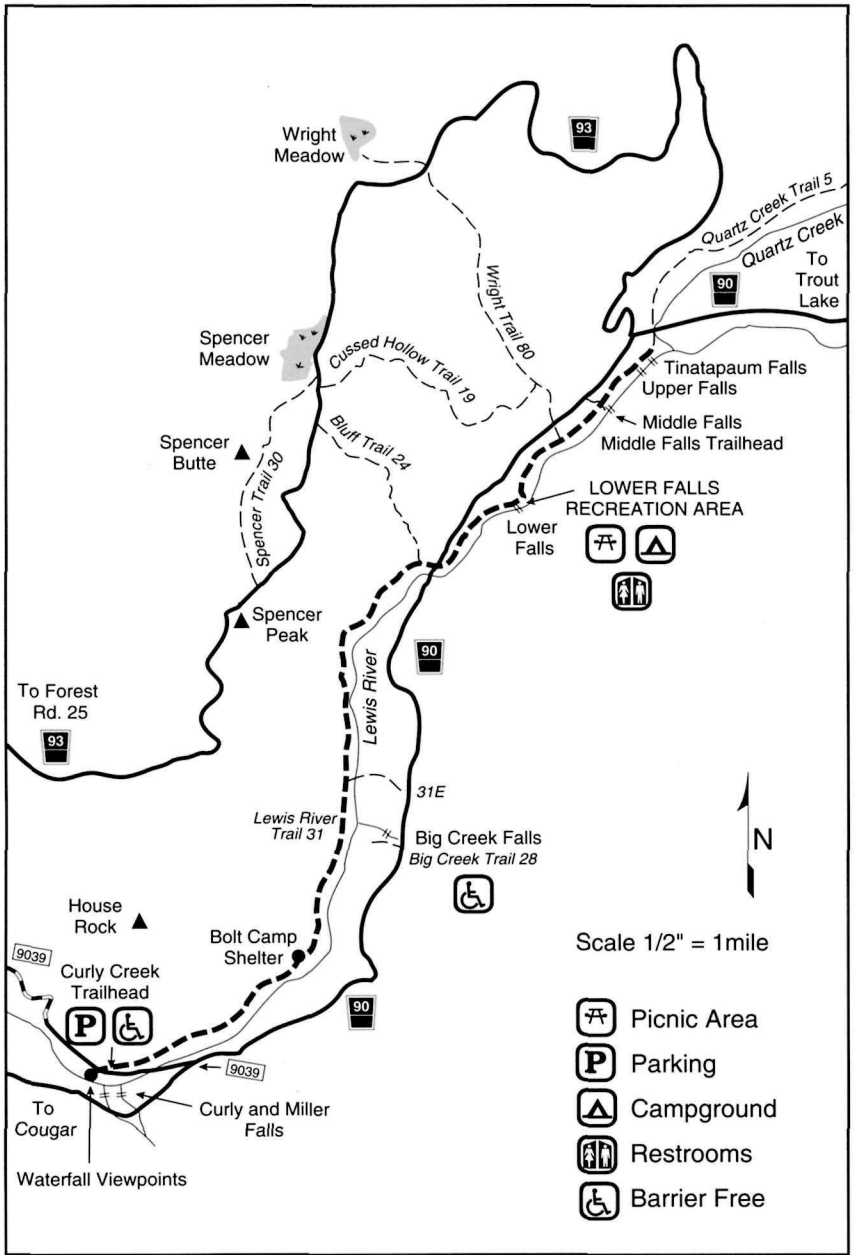 Wright
Meadow
93
Quartz Creek Trail 5
Quartz Creek
To
Trout
Lake
90
Wright Trail 80
Spencer
Meadow
Cussed Hollow Trail 19
Tinatapaum Falls
Upper Falls
Middle Falls
Middle Falls Trailhead
Bluff Trail 24
Spencer
Butte
Spencer Trail 30
LOWER FALLS
RECREATION AREA
Lower
Falls
Spencer
Peak
90
Lewis River
To Forest
Rd. 25
93
31E
Lewis River
Trail 31
Big Creek Falls
Big Creek Trail 28
N
House
Rock
Bolt Camp
Shelter
Scale 1/2" = 1mile
9039
Curly Creek
Trailhead
P
90
9039
To
Cougar
Curly and Miller
Falls
Waterfall Viewpoints
Picnic Area
P Parking
Campground
Restrooms
Barrier Free